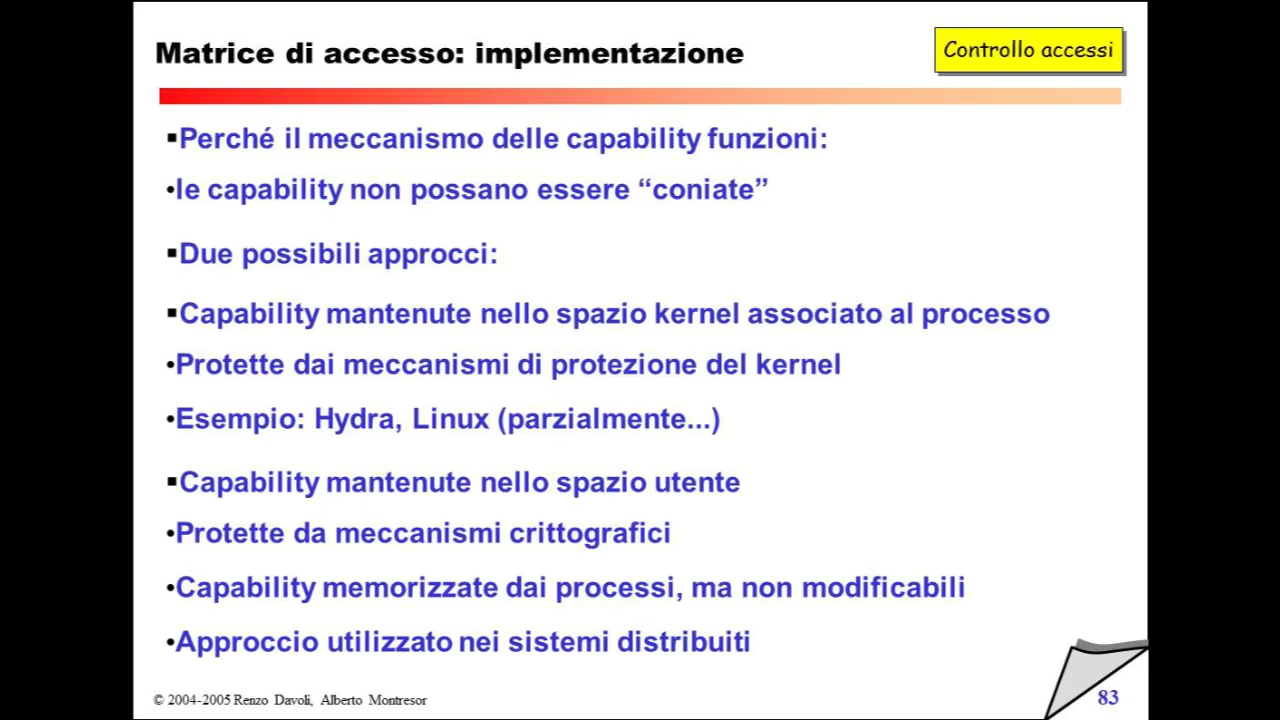 Matrice di accesso: implementazione
Controllo accessi
▪Perché il meccanismo delle capability funzioni:
•le capability non possano essere “coniate”
▪Due possibili approcci:
▪Capability mantenute nello spazio kernel associato al processo
•Protette dai meccanismi di protezione del kernel
•Esempio: Hydra, Linux (parzialmente...)
▪Capability mantenute nello spazio utente
•Protette da meccanismi crittografici
•Capability memorizzate dai processi, ma non modificabili
•Approccio utilizzato nei sistemi distribuiti
© 2004-2005 Renzo Davoli, Alberto Montresor
83